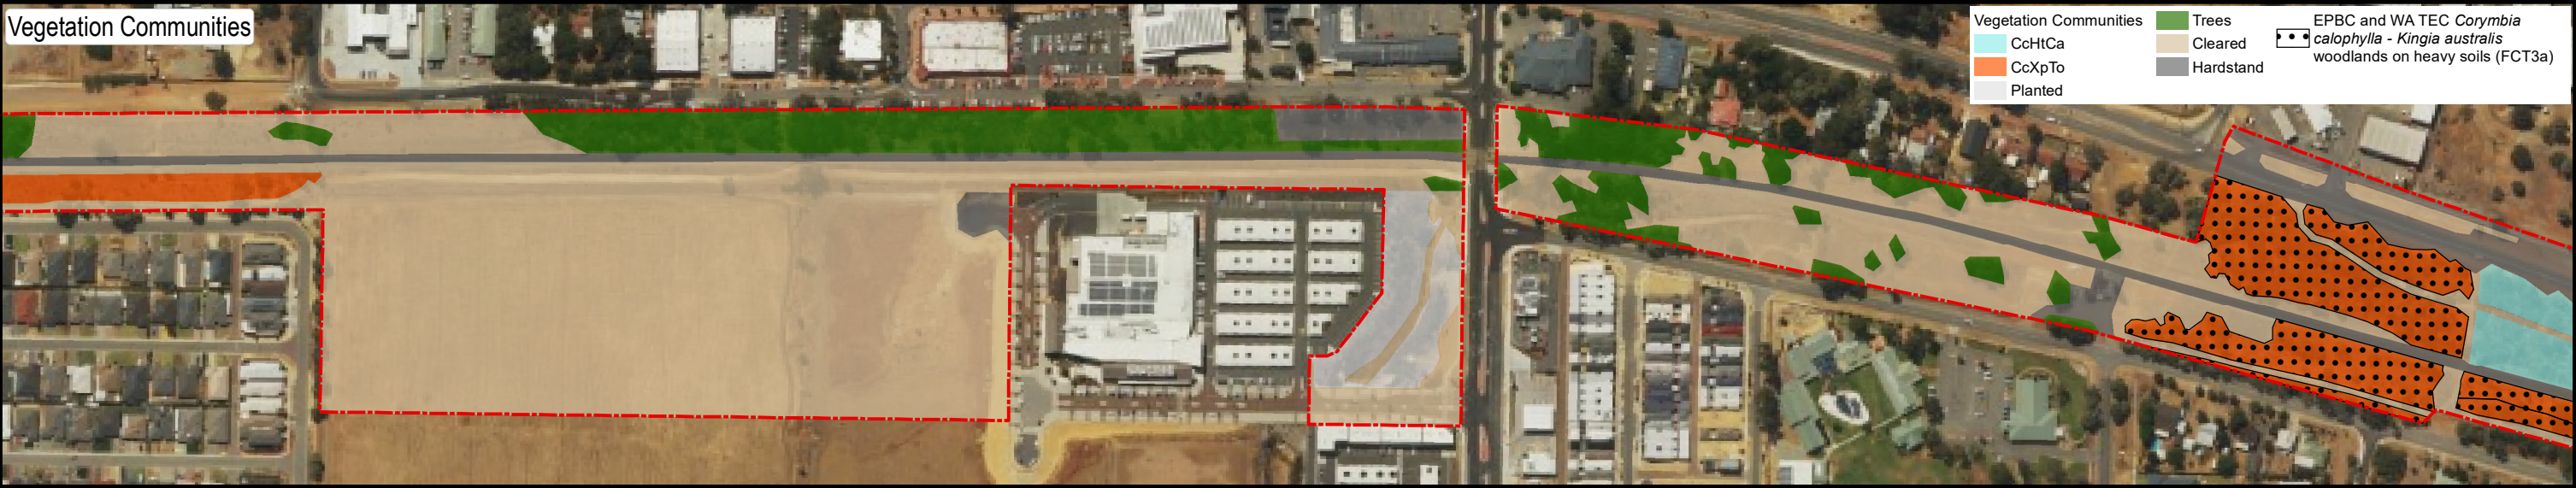 Vegetation Communities
Vegetation Communities
CcHtCa
CcXpTo
Planted
Trees
Cleared
Hardstand
EPBC and WA TEC Corymbia
calophylla - Kingia australis
woodlands on heavy soils (FCT3a)